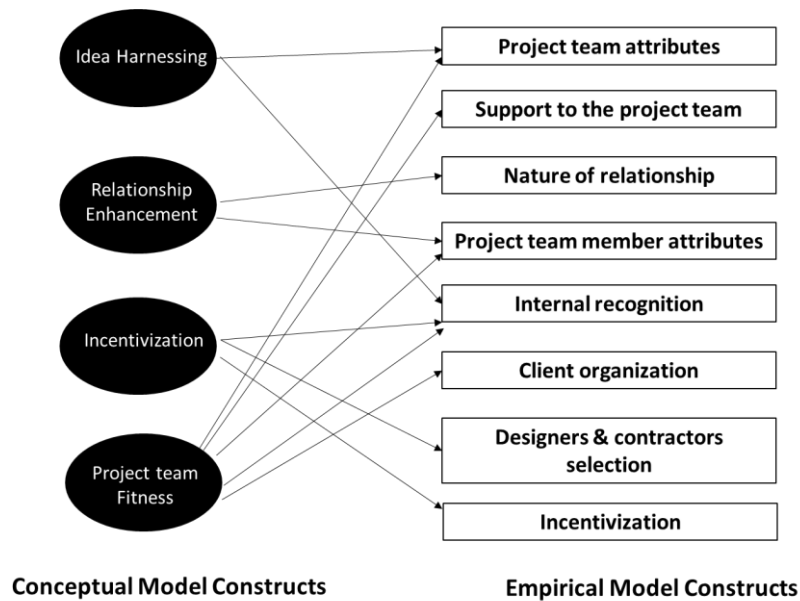 Idea Harnessing
Relationship
Enhancement
Incentivization
Project team
Fitness
Project team attributes
Support to the project team
Nature of relationship
Project team member attributes
Internal recognition
Client organization
Designers & contractors
selection
Incentivization
Conceptual Model Constructs
Empirical Model Constructs